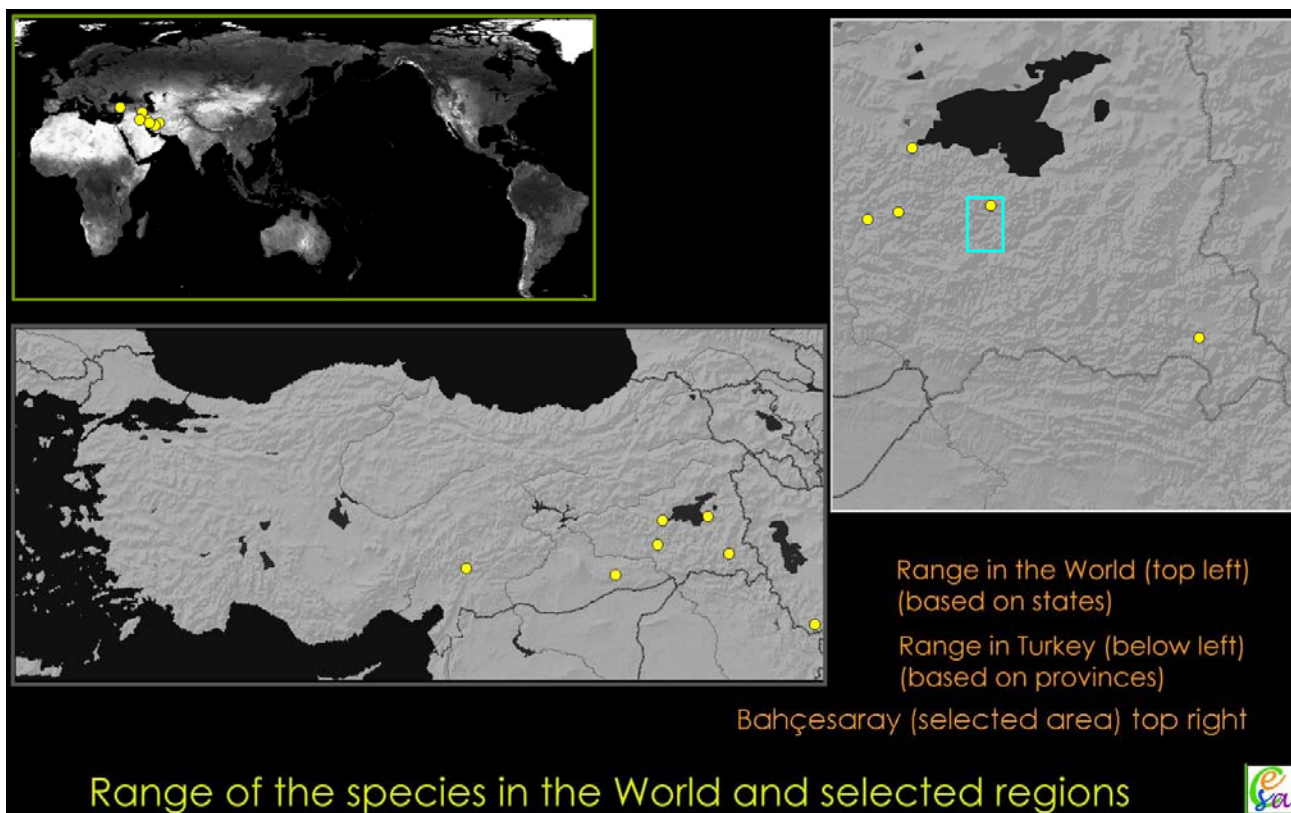 Range in the World (top left)
(based on states)
Range in Turkey (below left)
(based on provinces)
Bahçesaray (selected area) top right
Range of the species in the World and selected regions
esa